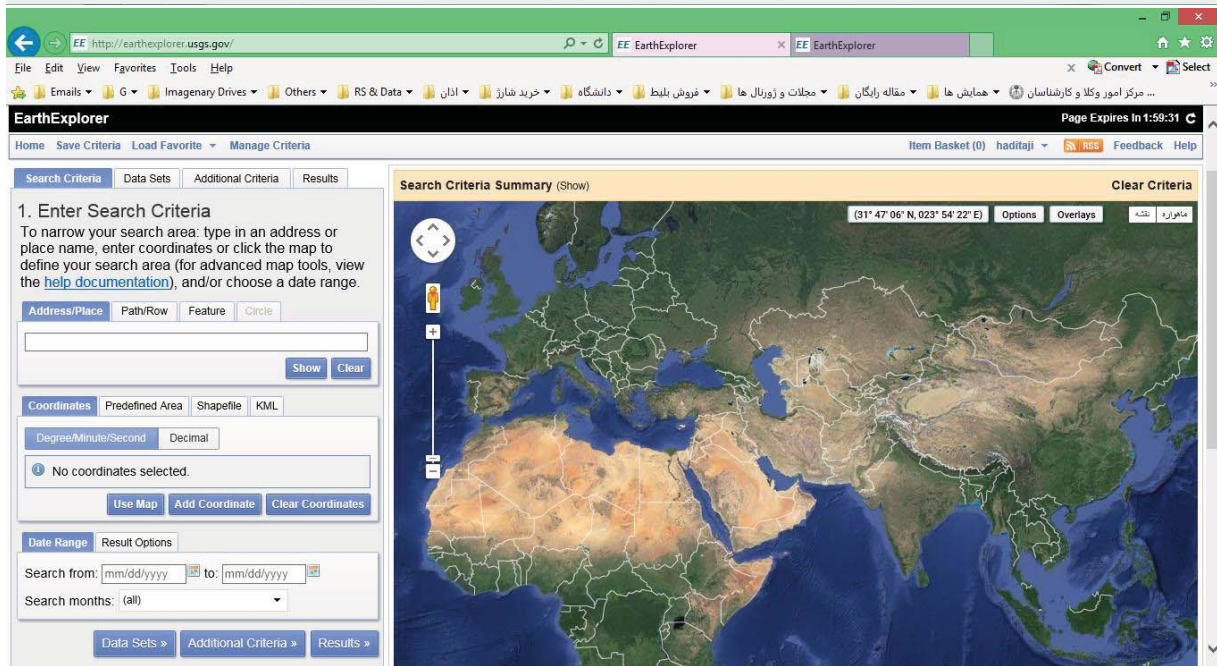 http://earthexplorer.usgs.gov/
EE EarthExplorer
EE EarthExplorer
File Edit View Favorites Tools Help
Convert Select
Emails G Imagenary Drives Others RS & Data اذان خرید شارژ دانشگاه فروش بلیط مجلات و ژورنال ها مقاله رایگان همایش ها مرکز امور وکلا و کارشناسان ...
EarthExplorer
Page Expires In 1:59:31
Home Save Criteria Load Favorite Manage Criteria
Item Basket (0) haditaji RSS Feedback Help
Search Criteria Data Sets Additional Criteria Results
1. Enter Search Criteria
To narrow your search area: type in an address or
place name, enter coordinates or click the map to
define your search area (for advanced map tools, view
the help documentation), and/or choose a date range.
Address/Place Path/Row Feature Circle
Show Clear
Coordinates Predefined Area Shapefile KML
Degree/Minute/Second Decimal
No coordinates selected.
Use Map Add Coordinate Clear Coordinates
Date Range Result Options
Search from: mm/dd/yyyy to: mm/dd/yyyy
Search months: (all)
Data Sets » Additional Criteria » Results »
Search Criteria Summary (Show)
Clear Criteria
(31° 47' 06" N, 023° 54' 22" E) Options Overlays
نقشه ماهواره